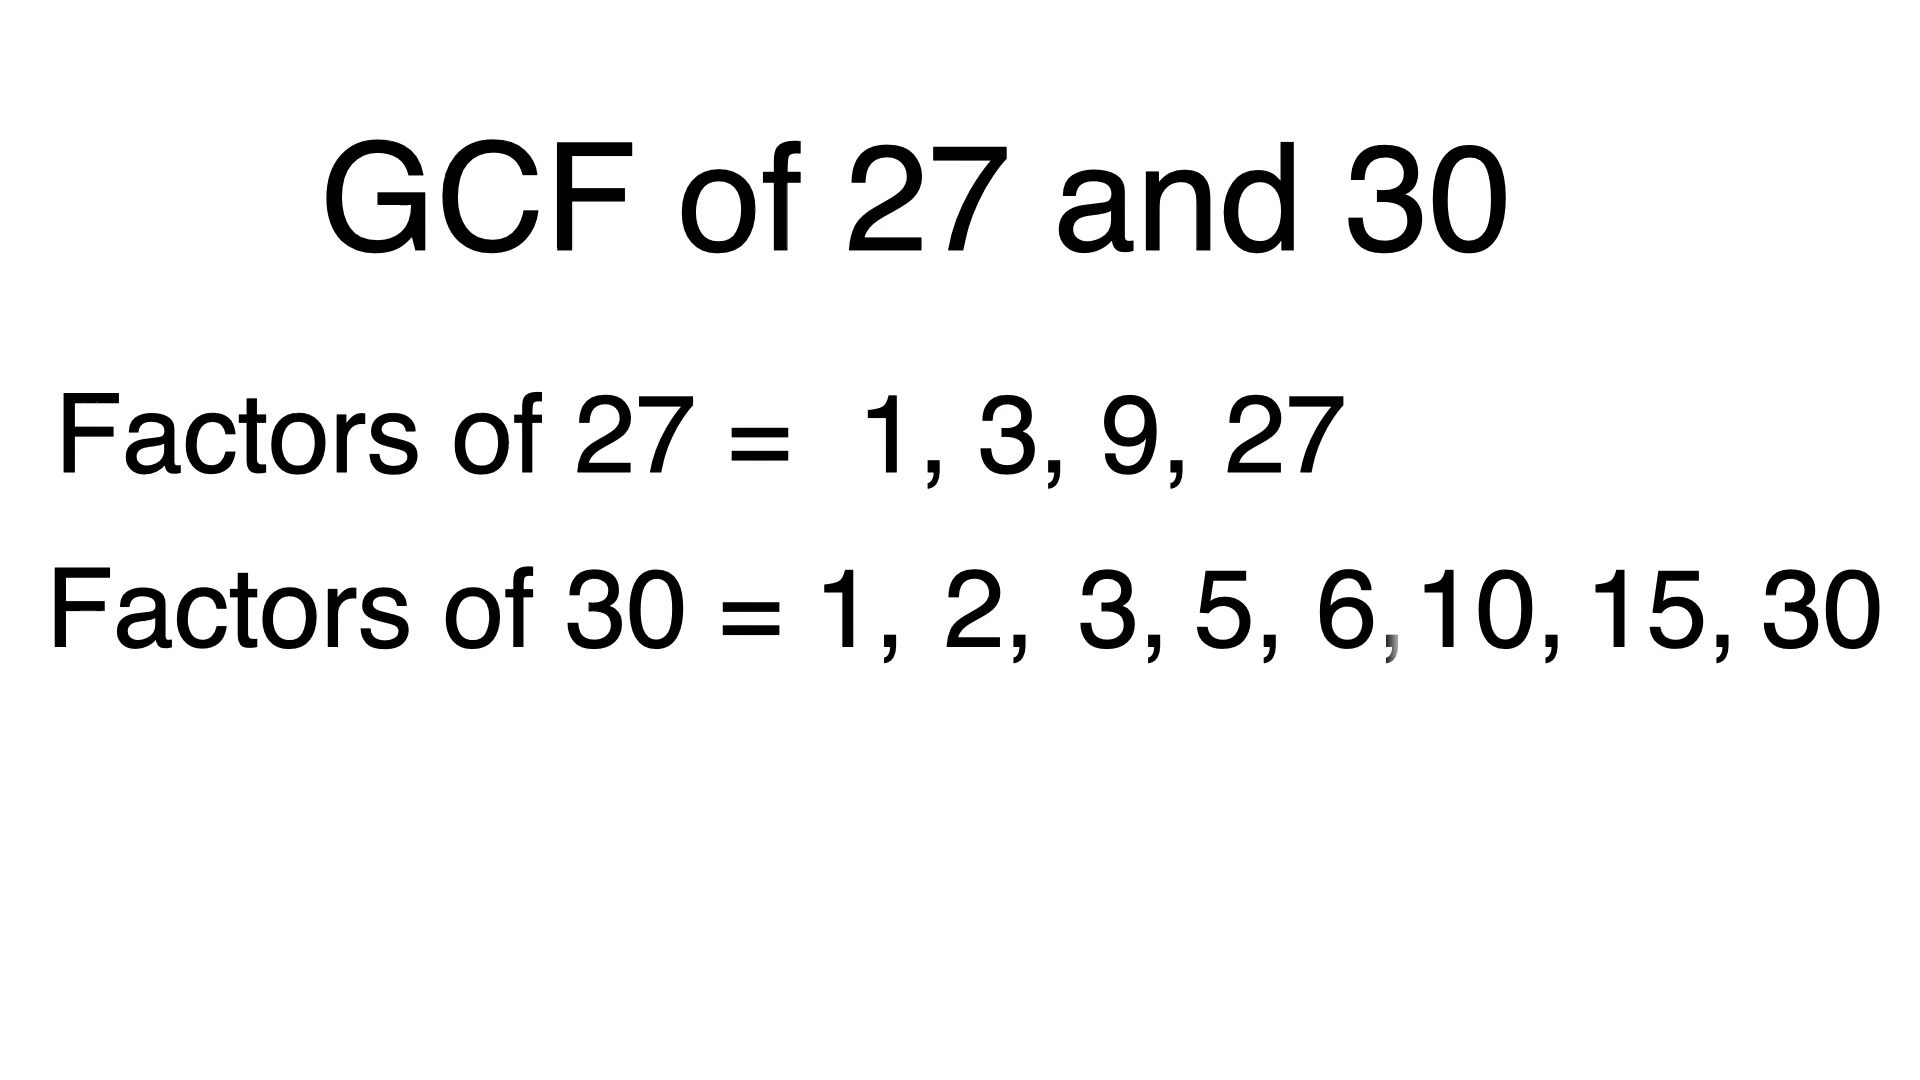 GCF of 27 and 30
Factors of 27 = 1, 3, 9, 27
Factors of 30 = 1, 2, 3, 5, 6, 10, 15, 30